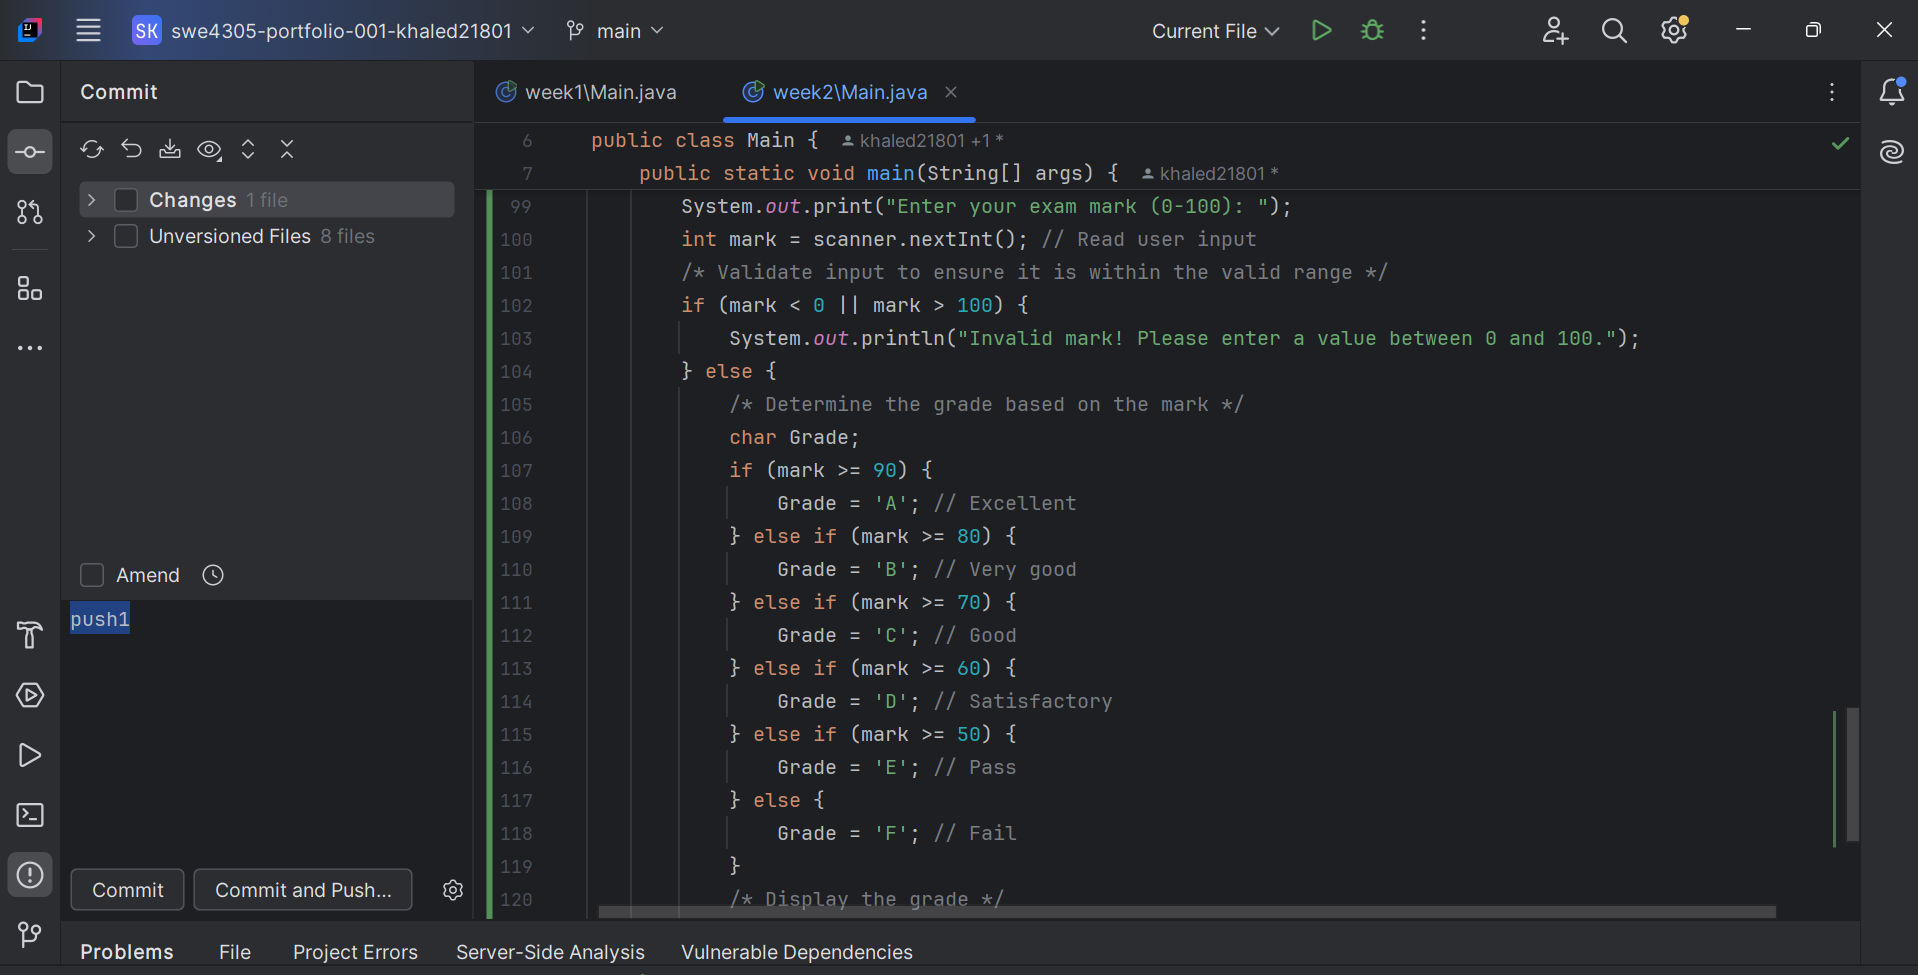 SK swe4305-portfolio-001-khaled21801 main Current File
Commit
week1\Main.java week2\Main.java
Changes 1 file
Unversioned Files 8 files
Amend
push1
Commit Commit and Push...
6 public class Main { khaled21801 +1 *
7 public static void main(String[] args) { khaled21801 *
99 System.out.print("Enter your exam mark (0-100): ");
100 int mark = scanner.nextInt(); // Read user input
101 /* Validate input to ensure it is within the valid range */
102 if (mark < 0 || mark > 100) {
103 System.out.println("Invalid mark! Please enter a value between 0 and 100.");
104 } else {
105 /* Determine the grade based on the mark */
106 char Grade;
107 if (mark >= 90) {
108 Grade = 'A'; // Excellent
109 } else if (mark >= 80) {
110 Grade = 'B'; // Very good
111 } else if (mark >= 70) {
112 Grade = 'C'; // Good
113 } else if (mark >= 60) {
114 Grade = 'D'; // Satisfactory
115 } else if (mark >= 50) {
116 Grade = 'E'; // Pass
117 } else {
118 Grade = 'F'; // Fail
119 }
120 /* Display the grade */
Problems File Project Errors Server-Side Analysis Vulnerable Dependencies